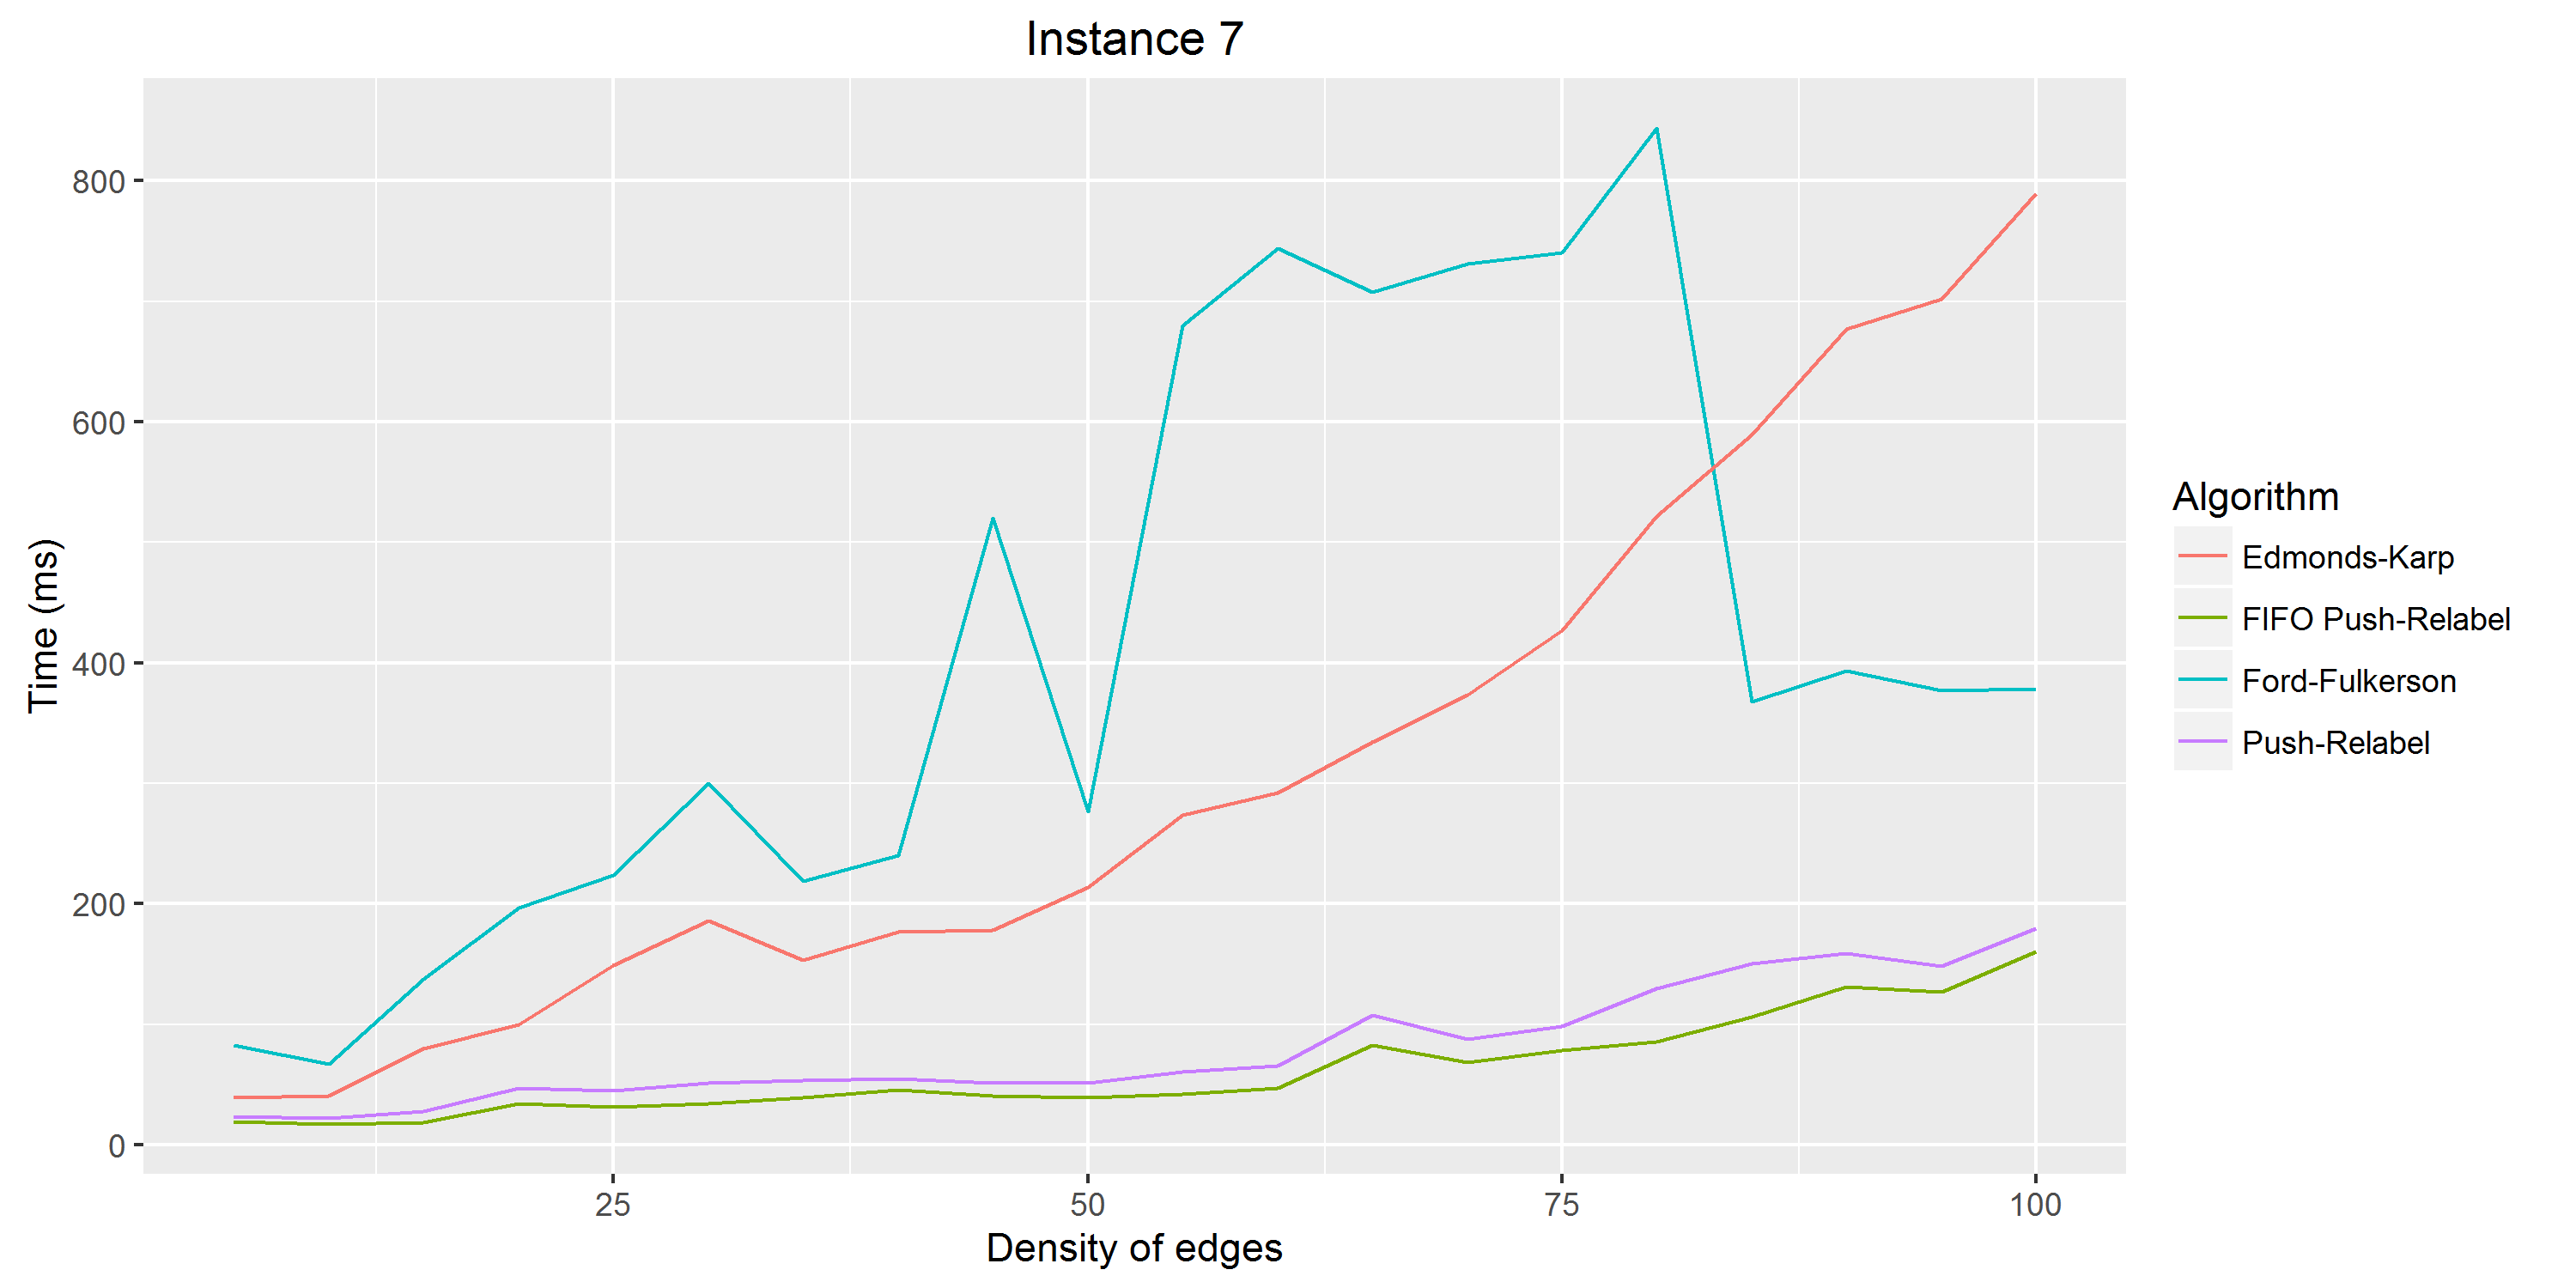 Instance 7
Time (ms)
800
600
400
200
0
25
50
75
100
Density of edges
Algorithm
Edmonds-Karp
FIFO Push-Relabel
Ford-Fulkerson
Push-Relabel